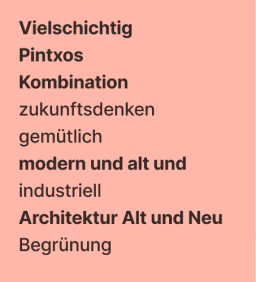 Vielschichtig
Pintxos
Kombination
zukunftsdenken
gemütlich
modern und alt und
industriell
Architektur Alt und Neu
Begrünung